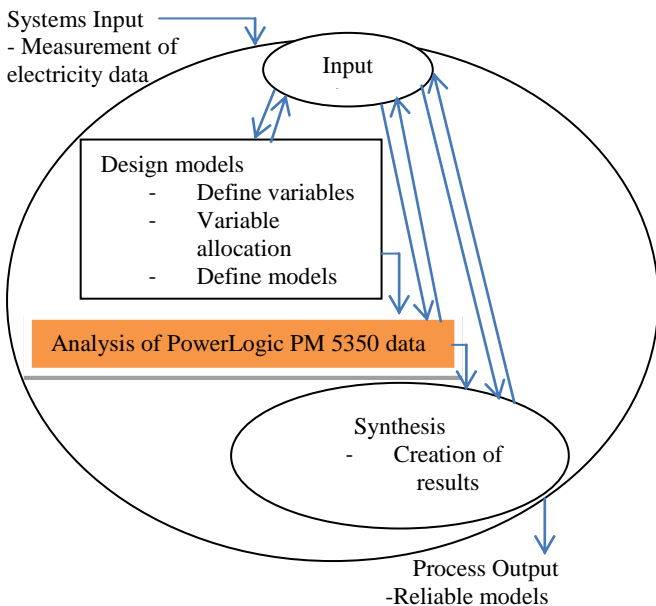 Systems Input
- Measurement of
electricity data
Input
Design models
- Define variables
- Variable
allocation
- Define models
Analysis of PowerLogic PM 5350 data
Synthesis
- Creation of
results
Process Output
-Reliable models